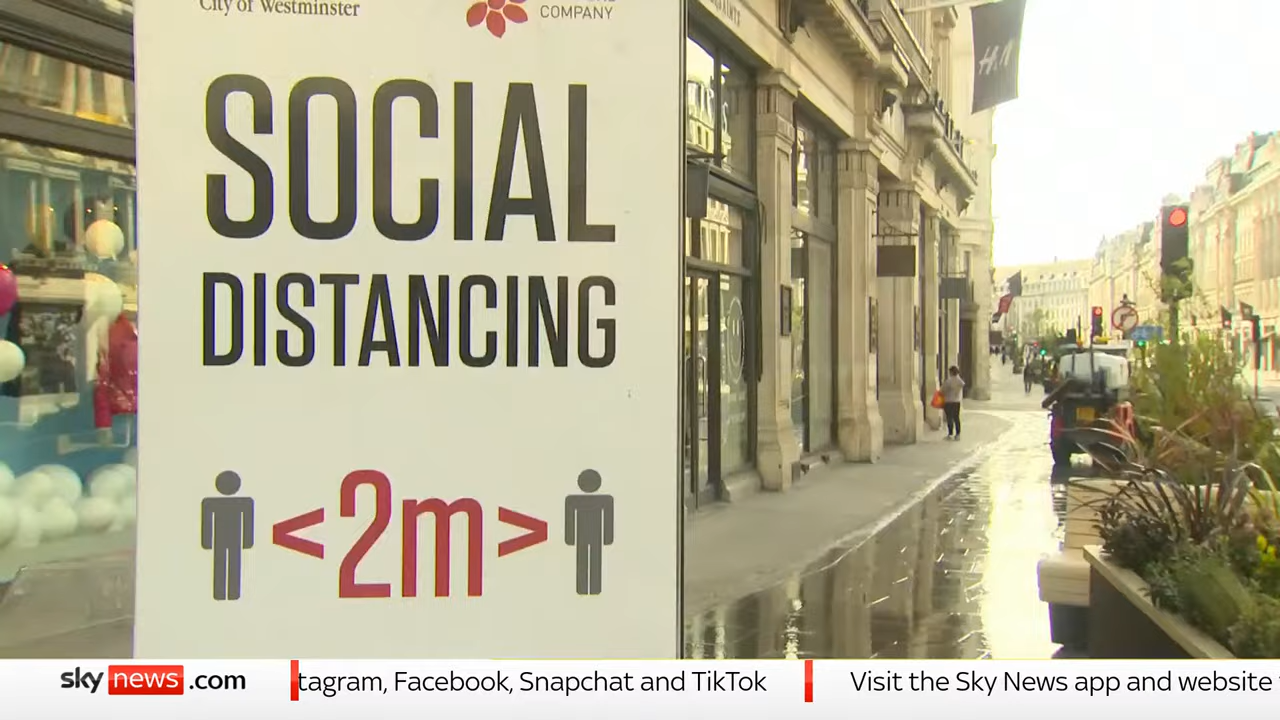 City of Westminster
COMPANY
SOCIAL
DISTANCING
<2m>
H&M
sky news.com
tagram, Facebook, Snapchat and TikTok
Visit the Sky News app and website